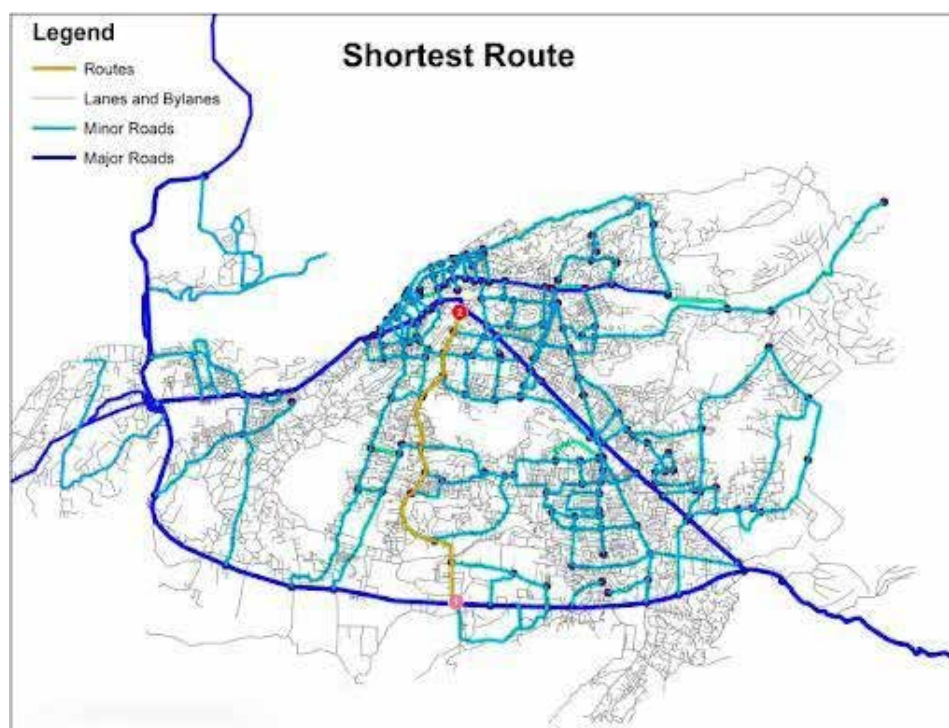 Legend
Shortest Route
Routes
Lanes and Bylanes
Minor Roads
Major Roads